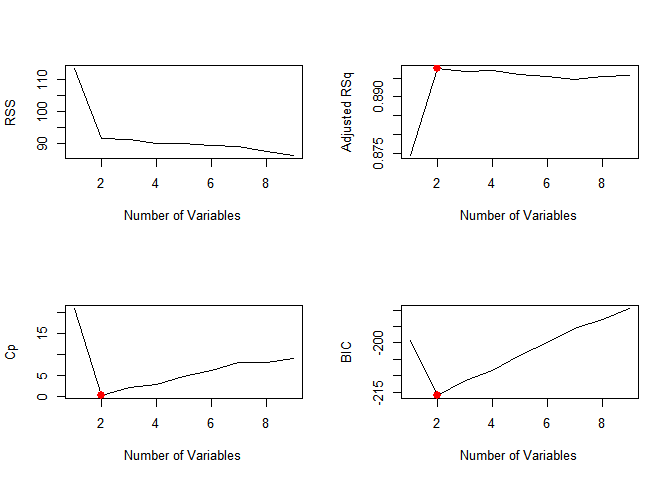 RSS
90 100 110
2 4 6 8
Number of Variables
Adjusted RSq
0.875 0.890
2 4 6 8
Number of Variables
Cp
0 5 15
2 4 6 8
Number of Variables
BIC
-215 -200
2 4 6 8
Number of Variables